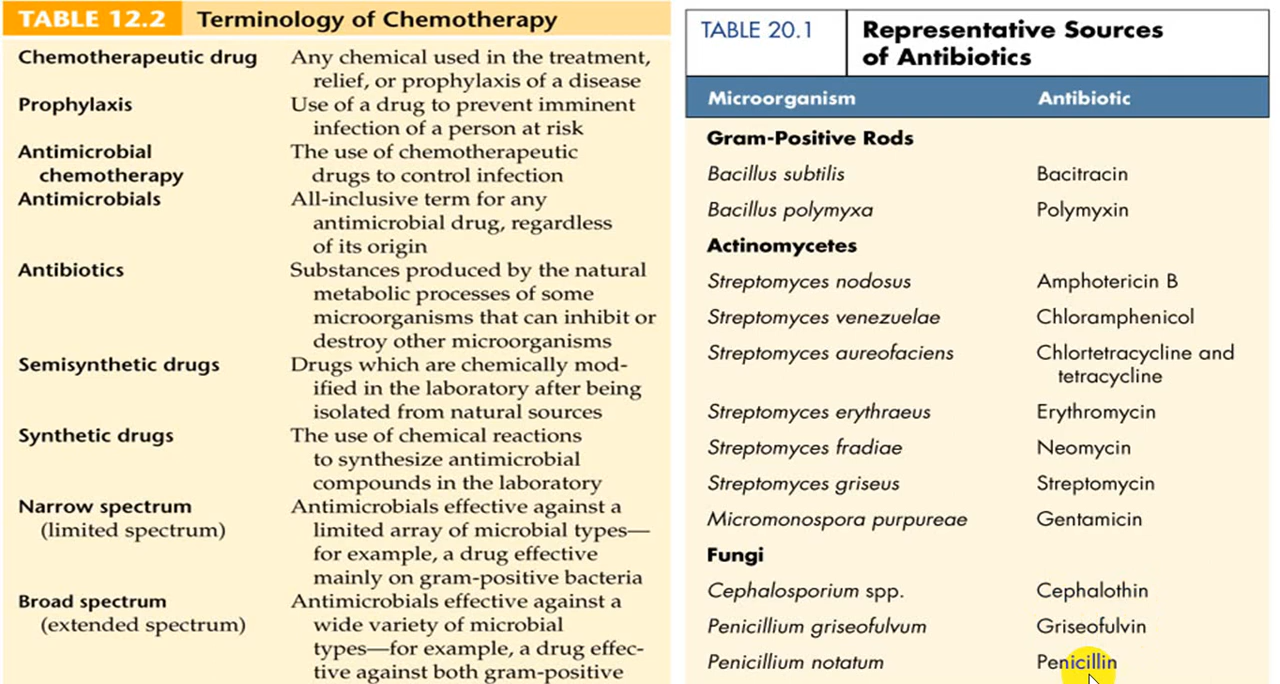 TABLE 12.2 Terminology of Chemotherapy
Chemotherapeutic drug Any chemical used in the treatment,
relief, or prophylaxis of a disease
Prophylaxis Use of a drug to prevent imminent
infection of a person at risk
Antimicrobial The use of chemotherapeutic
chemotherapy drugs to control infection
Antimicrobials All-inclusive term for any
antimicrobial drug, regardless
of its origin
Antibiotics Substances produced by the natural
metabolic processes of some
microorganisms that can inhibit or
destroy other microorganisms
Semisynthetic drugs Drugs which are chemically mod-
ified in the laboratory after being
isolated from natural sources
Synthetic drugs The use of chemical reactions
to synthesize antimicrobial
compounds in the laboratory
Narrow spectrum Antimicrobials effective against a
(limited spectrum) limited array of microbial types—
for example, a drug effective
mainly on gram-positive bacteria
Broad spectrum Antimicrobials effective against a
(extended spectrum) wide variety of microbial
types—for example, a drug effec-
tive against both gram-positive
TABLE 20.1 Representative Sources
of Antibiotics
Microorganism Antibiotic
Gram-Positive Rods
Bacillus subtilis Bacitracin
Bacillus polymyxa Polymyxin
Actinomycetes
Streptomyces nodosus Amphotericin B
Streptomyces venezuelae Chloramphenicol
Streptomyces aureofaciens Chlortetracycline and
tetracycline
Streptomyces erythraeus Erythromycin
Streptomyces fradiae Neomycin
Streptomyces griseus Streptomycin
Micromonospora purpureae Gentamicin
Fungi
Cephalosporium spp. Cephalothin
Penicillium griseofulvum Griseofulvin
Penicillium notatum Penicillin